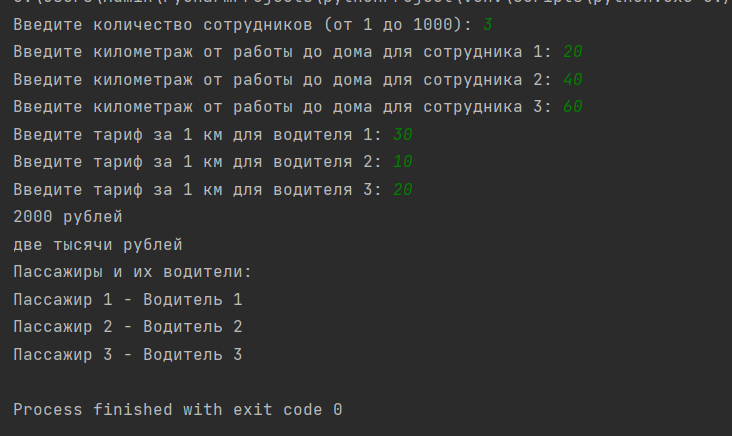 Введите количество сотрудников (от 1 до 1000): 3
Введите километраж от работы до дома для сотрудника 1: 20
Введите километраж от работы до дома для сотрудника 2: 40
Введите километраж от работы до дома для сотрудника 3: 60
Введите тариф за 1 км для водителя 1: 30
Введите тариф за 1 км для водителя 2: 10
Введите тариф за 1 км для водителя 3: 20
2000 рублей
две тысячи рублей
Пассажиры и их водители:
Пассажир 1 - Водитель 1
Пассажир 2 - Водитель 2
Пассажир 3 - Водитель 3
Process finished with exit code 0